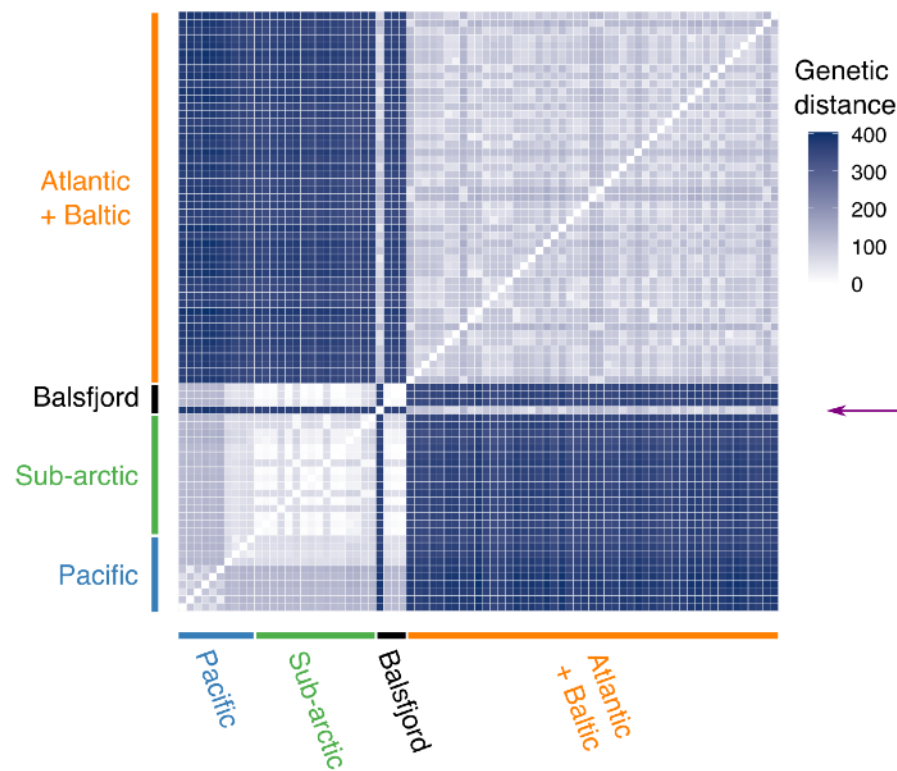 Genetic
distance
400
300
200
100
0
Atlantic
+ Baltic
Balsfjord
Sub-arctic
Pacific
Pacific
Sub-arctic
Balsfjord
Atlantic
+ Baltic